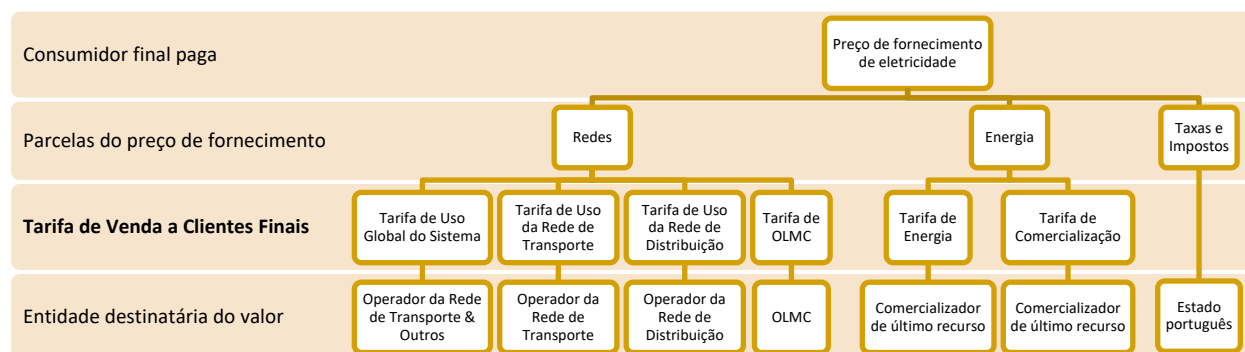 Consumidor final paga
Preço de fornecimento
de eletricidade
Parcelas do preço de fornecimento
Redes
Energia
Taxas e
Impostos
Tarifa de Venda a Clientes Finais
Tarifa de Uso
Global do Sistema
Tarifa de Uso
da Rede de
Transporte
Tarifa de Uso
da Rede de
Distribuição
Tarifa de
OLMC
Tarifa de
Energia
Tarifa de
Comercialização
Entidade destinatária do valor
Operador da Rede
de Transporte &
Outros
Operador da
Rede de
Transporte
Operador da
Rede de
Distribuição
OLMC
Comercializador
de último recurso
Comercializador
de último recurso
Estado
português